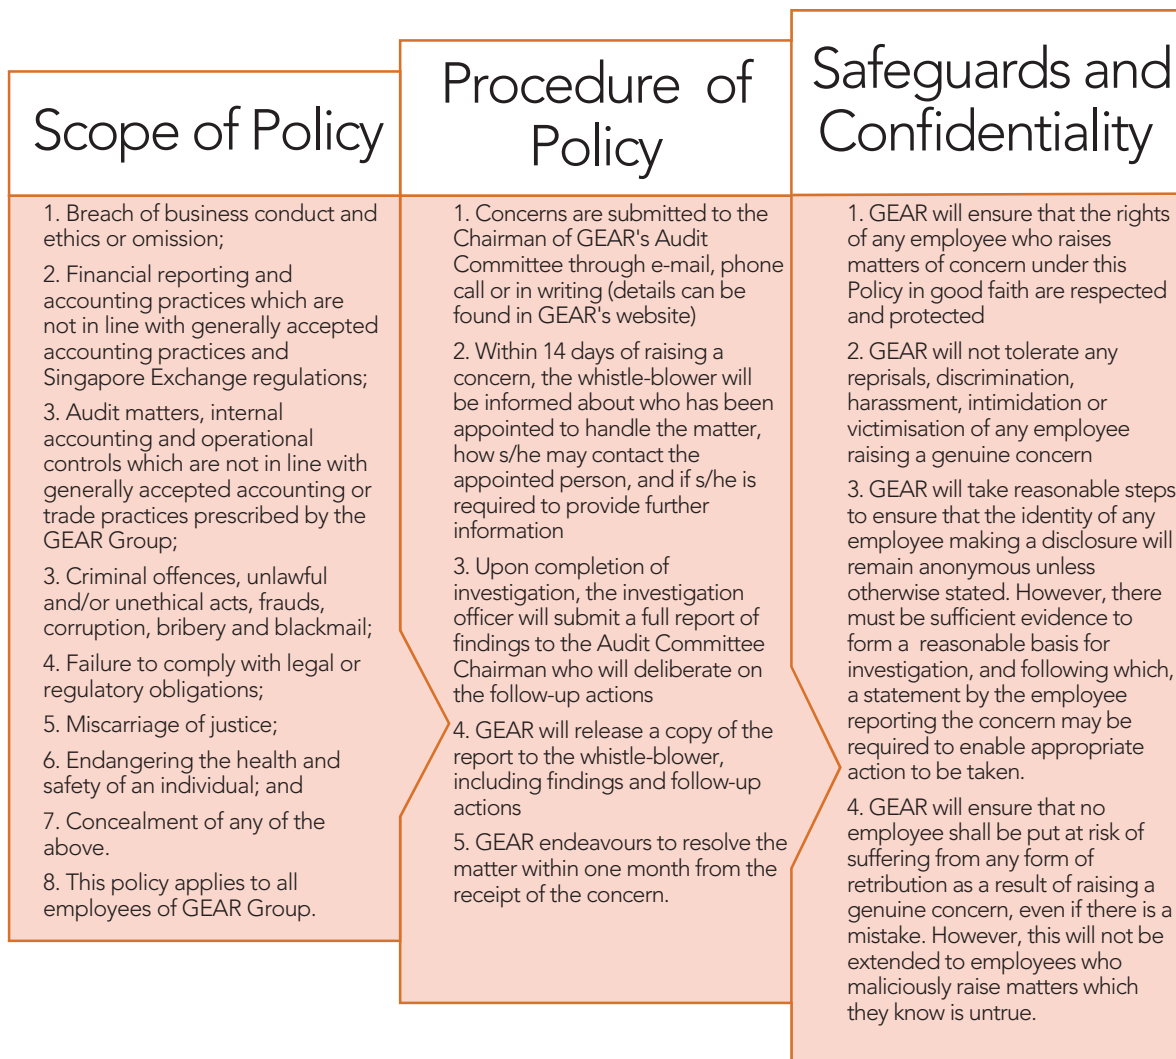 Scope of Policy
1. Breach of business conduct and
ethics or omission;
2. Financial reporting and
accounting practices which are
not in line with generally accepted
accounting practices and
Singapore Exchange regulations;
3. Audit matters, internal
accounting and operational
controls which are not in line with
generally accepted accounting or
trade practices prescribed by the
GEAR Group;
3. Criminal offences, unlawful
and/or unethical acts, frauds,
corruption, bribery and blackmail;
4. Failure to comply with legal or
regulatory obligations;
5. Miscarriage of justice;
6. Endangering the health and
safety of an individual; and
7. Concealment of any of the
above.
8. This policy applies to all
employees of GEAR Group.
Procedure of
Policy
1. Concerns are submitted to the
Chairman of GEAR's Audit
Committee through e-mail, phone
call or in writing (details can be
found in GEAR's website)
2. Within 14 days of raising a
concern, the whistle-blower will
be informed about who has been
appointed to handle the matter,
how s/he may contact the
appointed person, and if s/he is
required to provide further
information
3. Upon completion of
investigation, the investigation
officer will submit a full report of
findings to the Audit Committee
Chairman who will deliberate on
the follow-up actions
4. GEAR will release a copy of the
report to the whistle-blower,
including findings and follow-up
actions
5. GEAR endeavours to resolve the
matter within one month from the
receipt of the concern.
Safeguards and
Confidentiality
1. GEAR will ensure that the rights
of any employee who raises
matters of concern under this
Policy in good faith are respected
and protected
2. GEAR will not tolerate any
reprisals, discrimination,
harassment, intimidation or
victimisation of any employee
raising a genuine concern
3. GEAR will take reasonable steps
to ensure that the identity of any
employee making a disclosure will
remain anonymous unless
otherwise stated. However, there
must be sufficient evidence to
form a reasonable basis for
investigation, and following which,
a statement by the employee
reporting the concern may be
required to enable appropriate
action to be taken.
4. GEAR will ensure that no
employee shall be put at risk of
suffering from any form of
retribution as a result of raising a
genuine concern, even if there is a
mistake. However, this will not be
extended to employees who
maliciously raise matters which
they know is untrue.